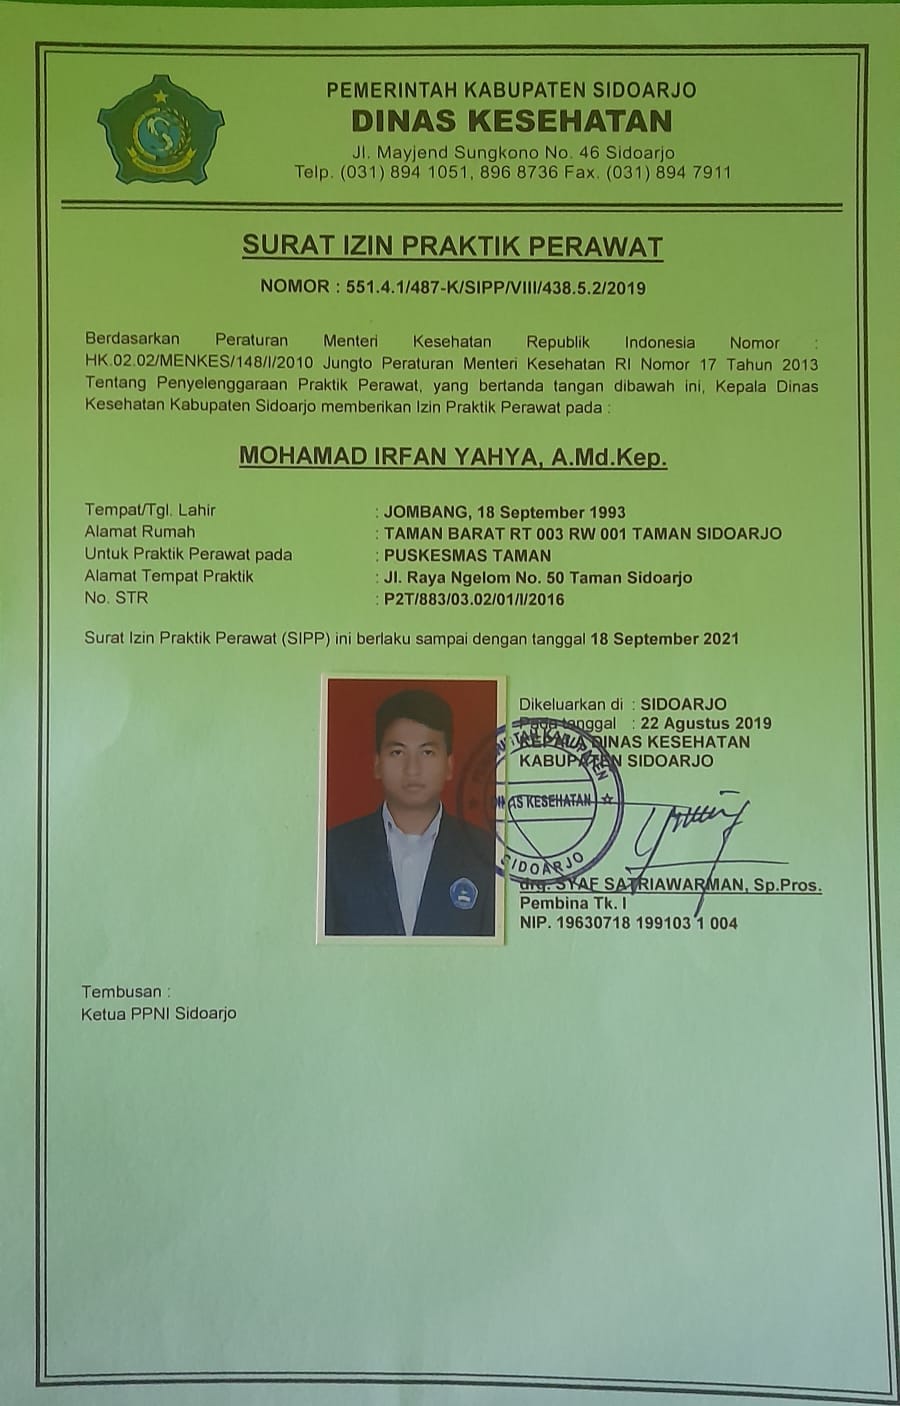 PEMERINTAH KABUPATEN SIDOARJO
DINAS KESEHATAN
Jl. Mayjend Sungkono No. 46 Sidoarjo
Telp. (031) 894 1051, 896 8736 Fax. (031) 894 7911
SURAT IZIN PRAKTIK PERAWAT
NOMOR : 551.4.1/487-K/SIPP/VIII/438.5.2/2019
Berdasarkan Peraturan Menteri Kesehatan Republik Indonesia Nomor :
HK.02.02/MENKES/148/I/2010 Jungto Peraturan Menteri Kesehatan RI Nomor 17 Tahun 2013
Tentang Penyelenggaraan Praktik Perawat, yang bertanda tangan dibawah ini, Kepala Dinas
Kesehatan Kabupaten Sidoarjo memberikan Izin Praktik Perawat pada :
MOHAMAD IRFAN YAHYA, A.Md.Kep.
Tempat/Tgl. Lahir : JOMBANG, 18 September 1993
Alamat Rumah : TAMAN BARAT RT 003 RW 001 TAMAN SIDOARJO
Untuk Praktik Perawat pada : PUSKESMAS TAMAN
Alamat Tempat Praktik : Jl. Raya Ngelom No. 50 Taman Sidoarjo
No. STR : P2T/883/03.02/01/I/2016
Surat Izin Praktik Perawat (SIPP) ini berlaku sampai dengan tanggal 18 September 2021
Dikeluarkan di : SIDOARJO
Pada tanggal : 22 Agustus 2019
KEPALA DINAS KESEHATAN
KABUPATEN SIDOARJO
DINAS KESEHATAN
SIDOARJO
drg. SYAF SATRIAWARMAN, Sp.Pros.
Pembina Tk. I
NIP. 19630718 199103 1 004
Tembusan :
Ketua PPNI Sidoarjo